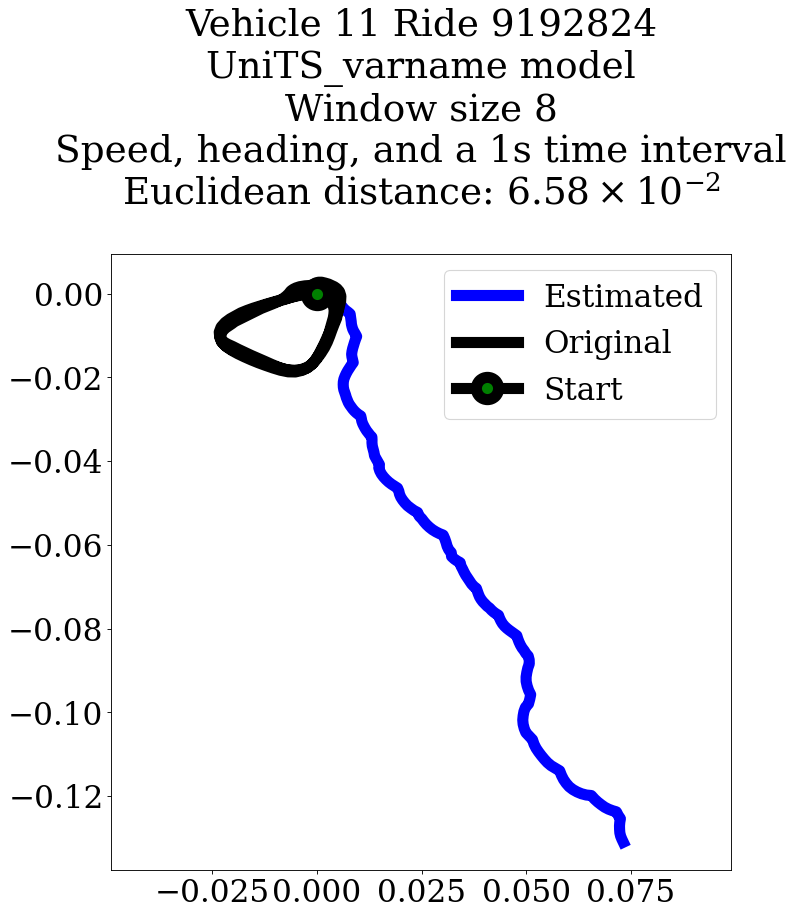 Vehicle 11 Ride 9192824
UniTS_varname model
Window size 8
Speed, heading, and a 1s time interval
Euclidean distance: 6.58 × 10⁻²
Estimated
Original
Start
0.00
−0.02
−0.04
−0.06
−0.08
−0.10
−0.12
−0.025 0.000 0.025 0.050 0.075